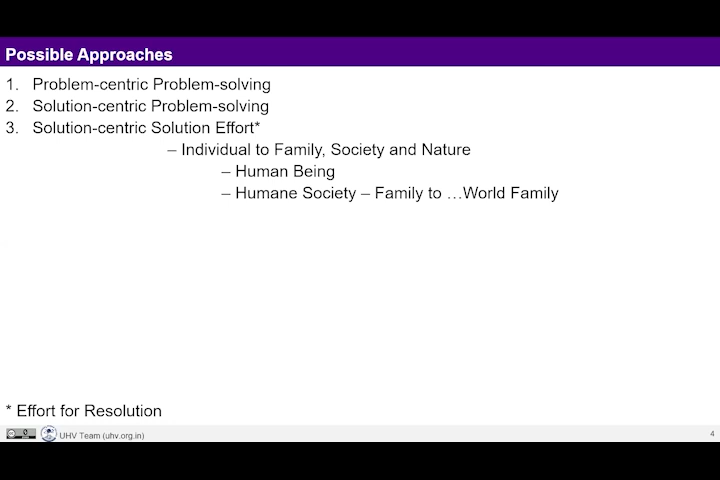 Possible Approaches
1. Problem-centric Problem-solving
2. Solution-centric Problem-solving
3. Solution-centric Solution Effort*
– Individual to Family, Society and Nature
– Human Being
– Humane Society – Family to …World Family
* Effort for Resolution
UHV Team (uhv.org.in)
4